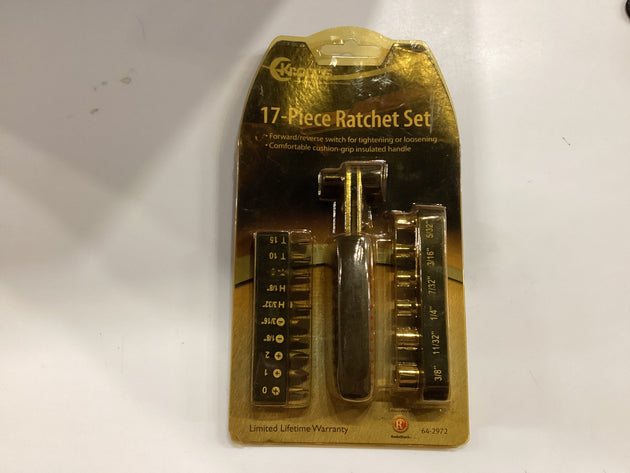 Kronus
17-Piece Ratchet Set
• Forward/reverse switch for tightening or loosening
• Comfortable cushion-grip insulated handle
T 15
T 10
H 1/8"
H 3/32"
3/16"
1/8"
2
1
0
5/32"
3/16"
7/32"
1/4"
11/32"
3/8"
Limited Lifetime Warranty
R
RadioShack
64-2972